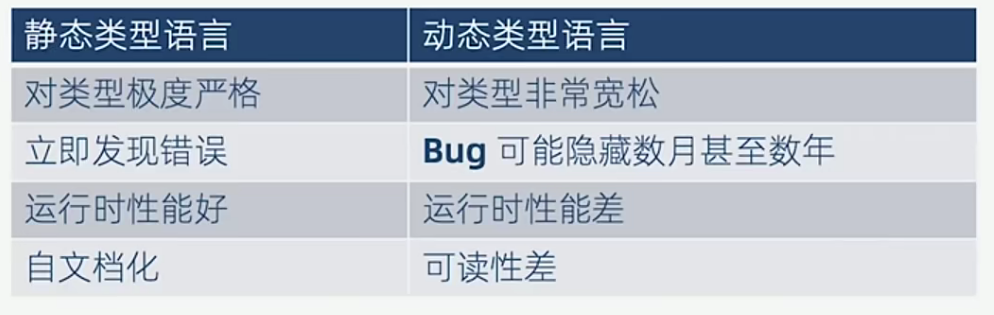 静态类型语言 动态类型语言
对类型极度严格 对类型非常宽松
立即发现错误 Bug 可能隐藏数月甚至数年
运行时性能好 运行时性能差
自文档化 可读性差